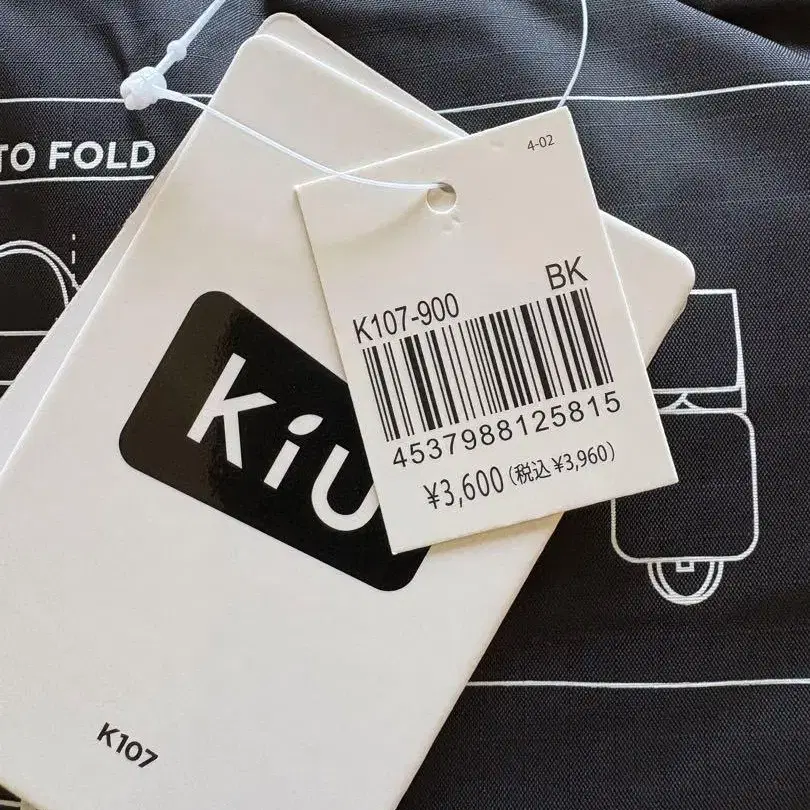 TO FOLD
4-02
BK
K107-900
4537988125815
¥3,600 (税込 ¥3,960)
KiU
K107